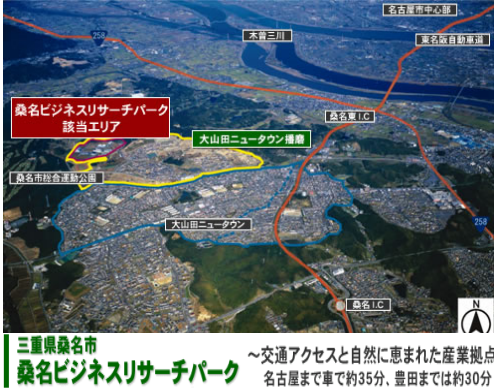 名古屋市中心部
258
木曽三川
東名阪自動車道
桑名ビジネスリサーチパーク
該当エリア
桑名東I.C
大山田ニュータウン播磨
桑名市総合運動公園
大山田ニュータウン
258
桑名I.C
N
三重県桑名市
桑名ビジネスリサーチパーク
～交通アクセスと自然に恵まれた産業拠点
名古屋まで車で約35分、豊田までは約30分